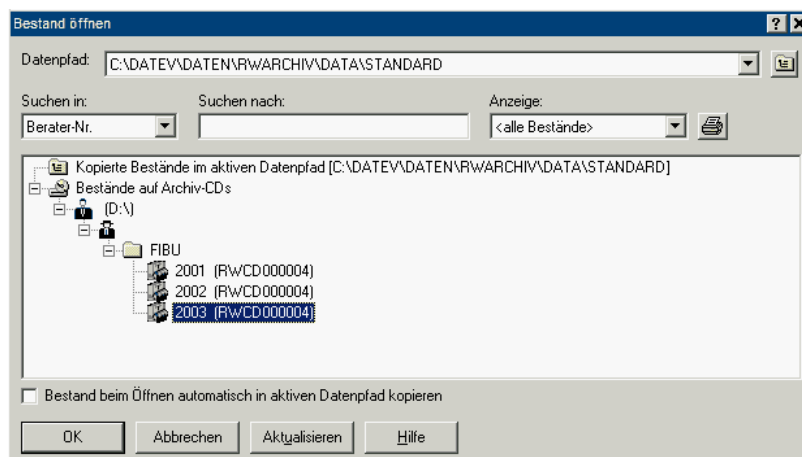 Bestand öffnen
Datenpfad: C:\DATEV\DATEN\RWARCHIV\DATA\STANDARD
Suchen in: Suchen nach: Anzeige:
Berater-Nr. <alle Bestände>
Kopierte Bestände im aktiven Datenpfad [C:\DATEV\DATEN\RWARCHIV\DATA\STANDARD]
Bestände auf Archiv-CDs
(D:\)
FIBU
2001 (RWCD000004)
2002 (RWCD000004)
2003 (RWCD000004)
Bestand beim Öffnen automatisch in aktiven Datenpfad kopieren
OK Abbrechen Aktualisieren Hilfe